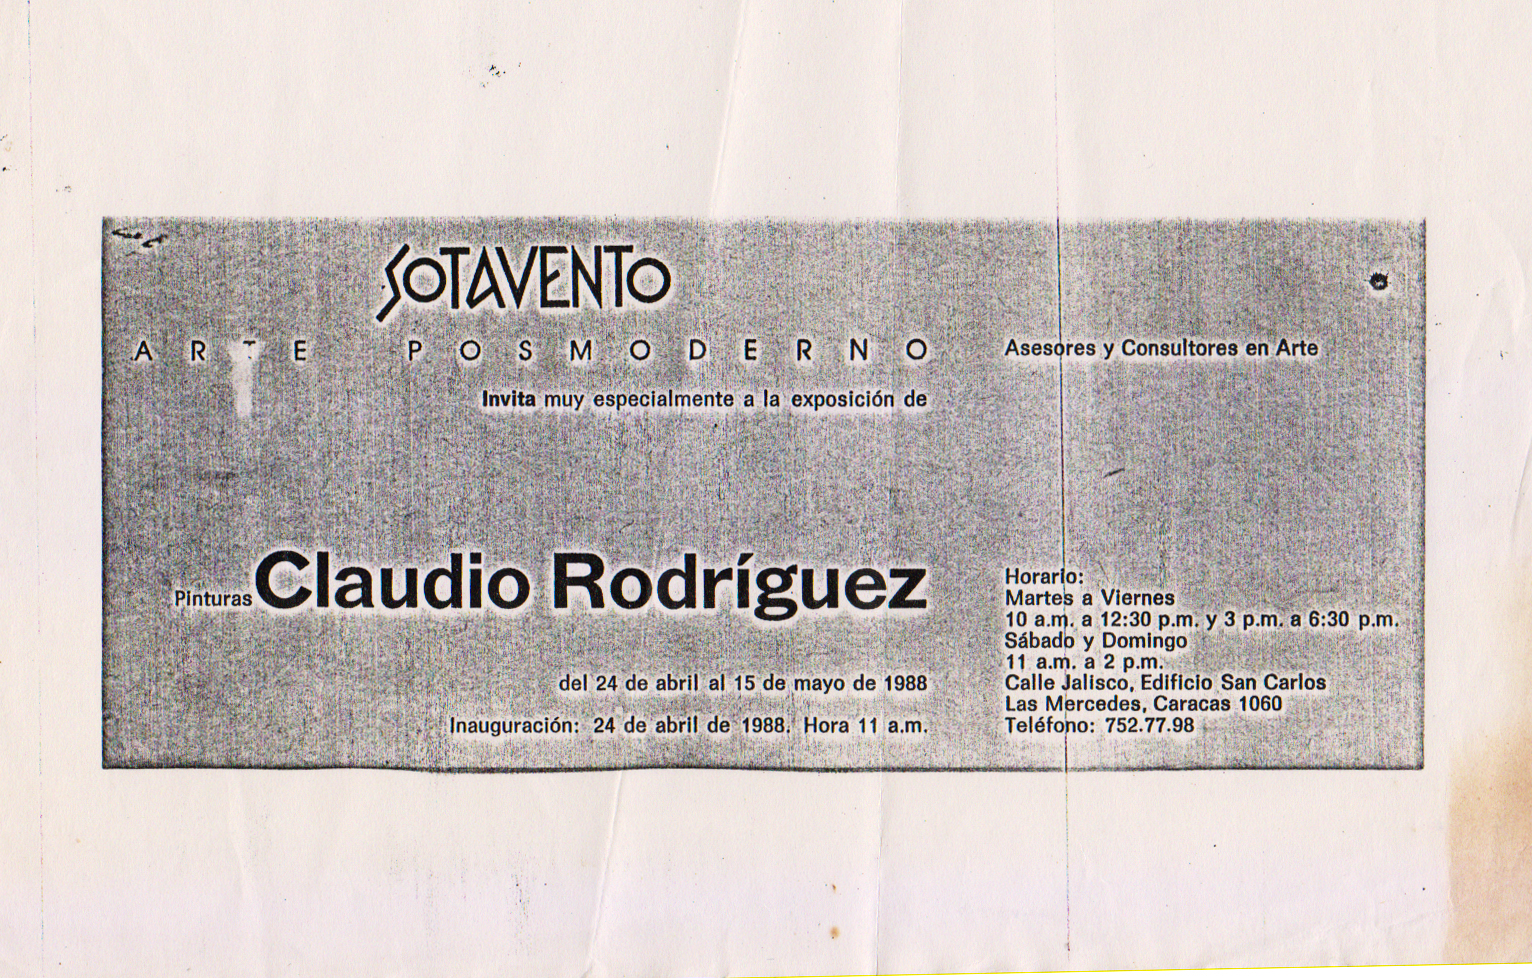 SOTAVENTO
ARTE POSMODERNO
Invita muy especialmente a la exposición de
Pinturas Claudio Rodríguez
del 24 de abril al 15 de mayo de 1988
Inauguración: 24 de abril de 1988. Hora 11 a.m.
Asesores y Consultores en Arte
Horario:
Martes a Viernes
10 a.m. a 12:30 p.m. y 3 p.m. a 6:30 p.m.
Sábado y Domingo
11 a.m. a 2 p.m.
Calle Jalisco, Edificio San Carlos
Las Mercedes, Caracas 1060
Teléfono: 752.77.98